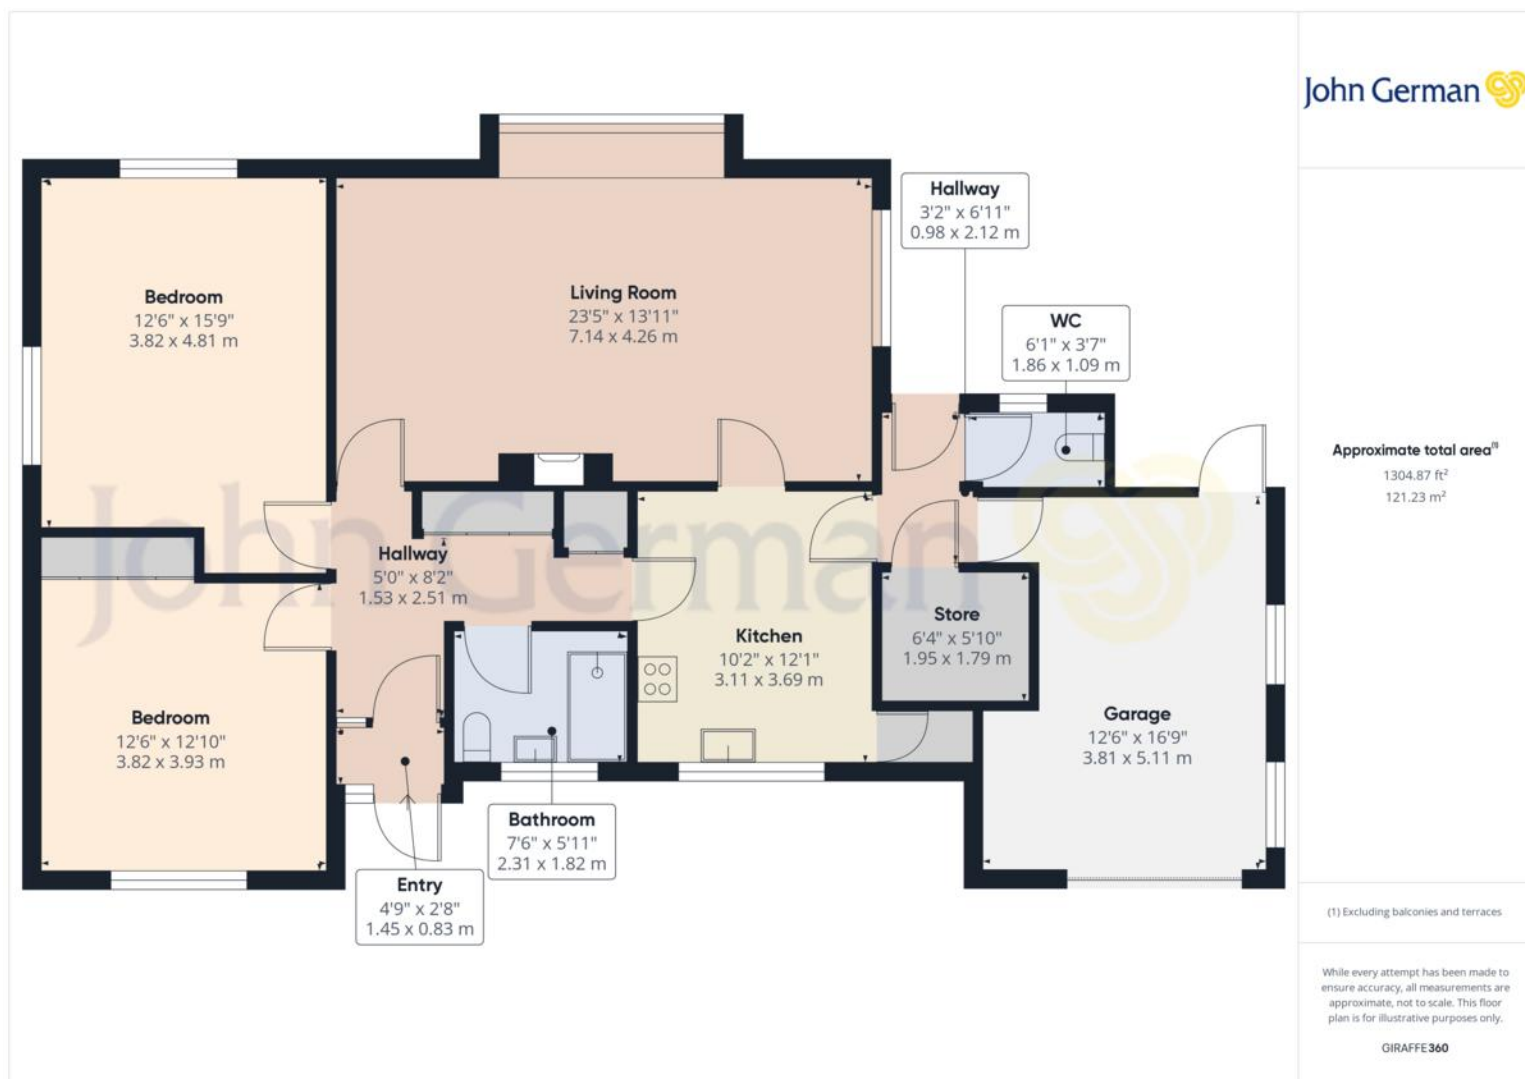 John German
Hallway
3'2" x 6'11"
0.98 x 2.12 m
Bedroom
12'6" x 15'9"
3.82 x 4.81 m
Living Room
23'5" x 13'11"
7.14 x 4.26 m
WC
6'1" x 3'7"
1.86 x 1.09 m
Approximate total area⁽¹⁾
1304.87 ft²
121.23 m²
John German
Hallway
5'0" x 8'2"
1.53 x 2.51 m
Kitchen
10'2" x 12'1"
3.11 x 3.69 m
Store
6'4" x 5'10"
1.95 x 1.79 m
Bedroom
12'6" x 12'10"
3.82 x 3.93 m
Garage
12'6" x 16'9"
3.81 x 5.11 m
Bathroom
7'6" x 5'11"
2.31 x 1.82 m
Entry
4'9" x 2'8"
1.45 x 0.83 m
(1) Excluding balconies and terraces
While every attempt has been made to
ensure accuracy, all measurements are
approximate, not to scale. This floor
plan is for illustrative purposes only.
GIRAFFE360